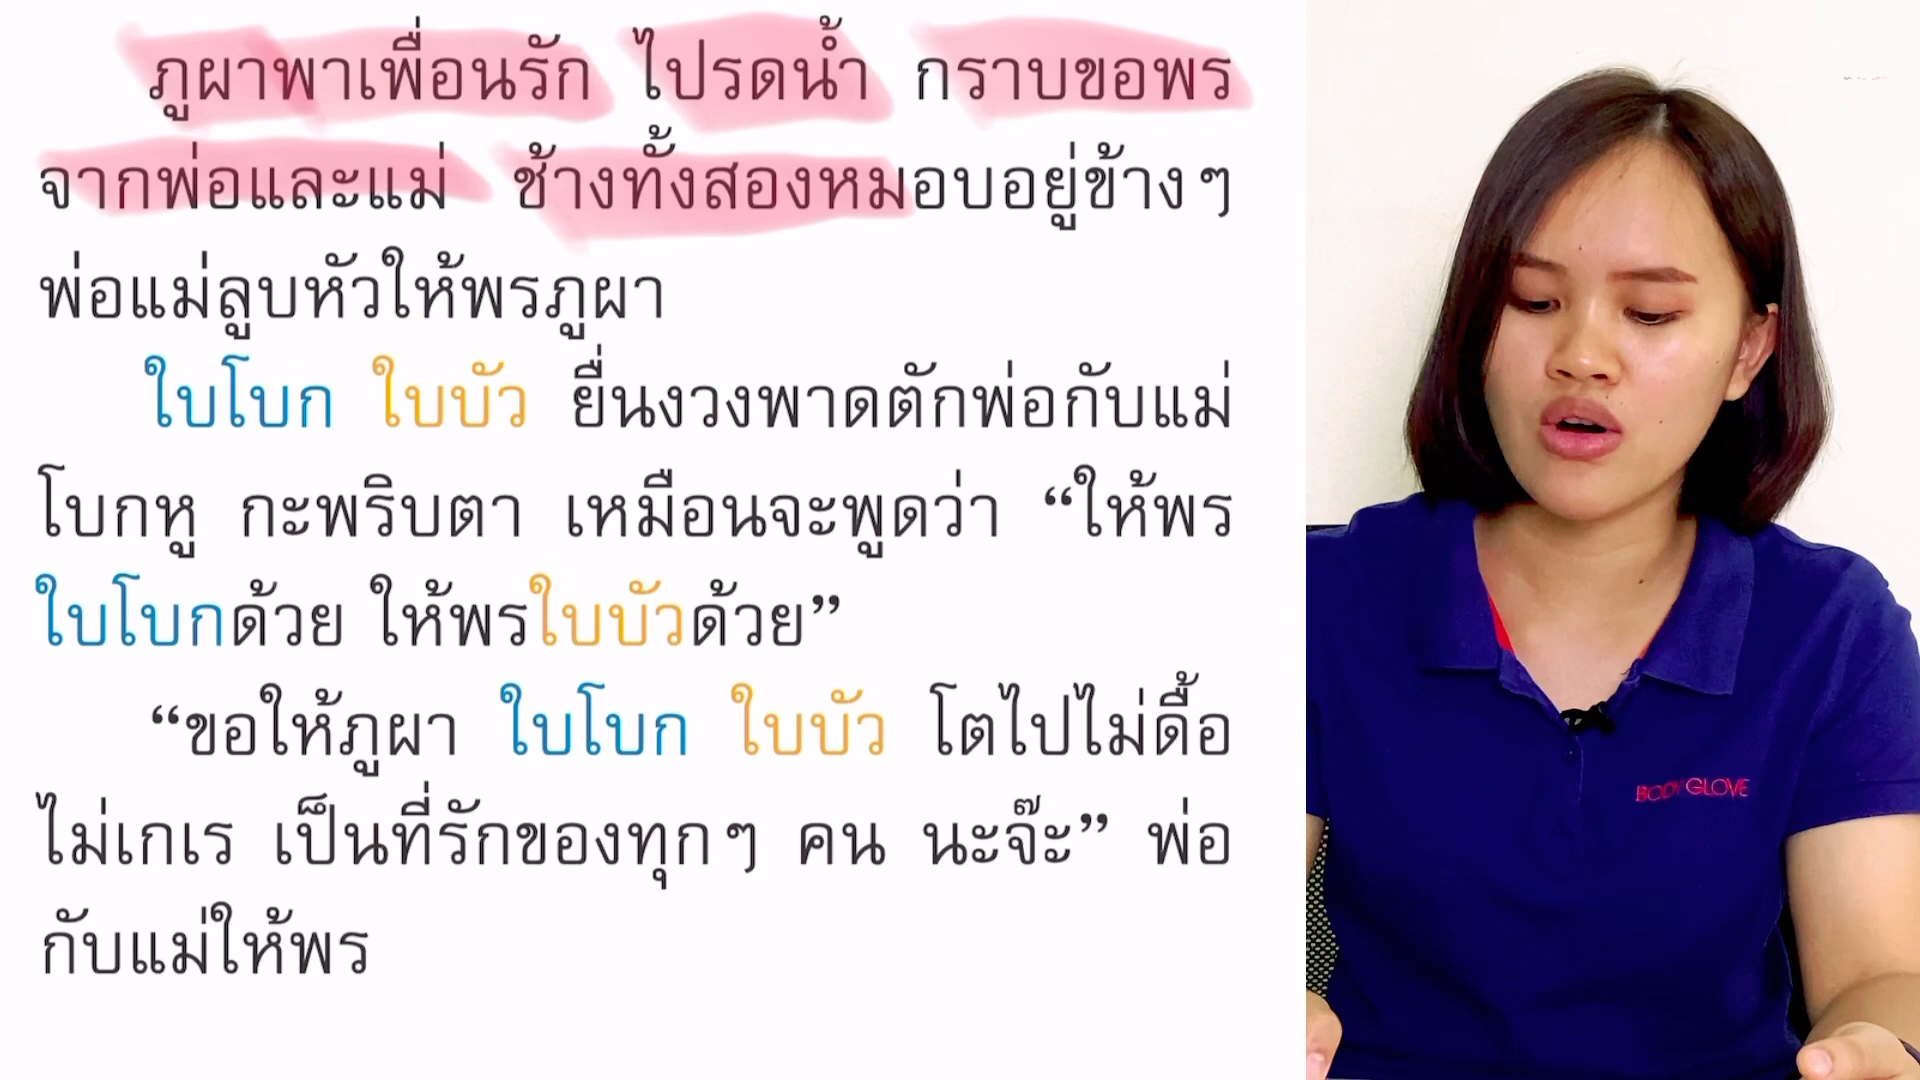 ภูผาพาเพื่อนรัก ไปรดน้ำ กราบขอพร
จากพ่อและแม่ ช้างทั้งสองหมอบอยู่ข้างๆ
พ่อแม่ลูบหัวให้พรภูผา
ใบโบก ใบบัว ยื่นงวงพาดตักพ่อกับแม่
โบกหู กะพริบตา เหมือนจะพูดว่า “ให้พร
ใบโบกด้วย ให้พรใบบัวด้วย”
“ขอให้ภูผา ใบโบก ใบบัว โตไปไม่ดื้อ
ไม่เกเร เป็นที่รักของทุกๆ คน นะจ๊ะ” พ่อ
กับแม่ให้พร
BODY GLOVE